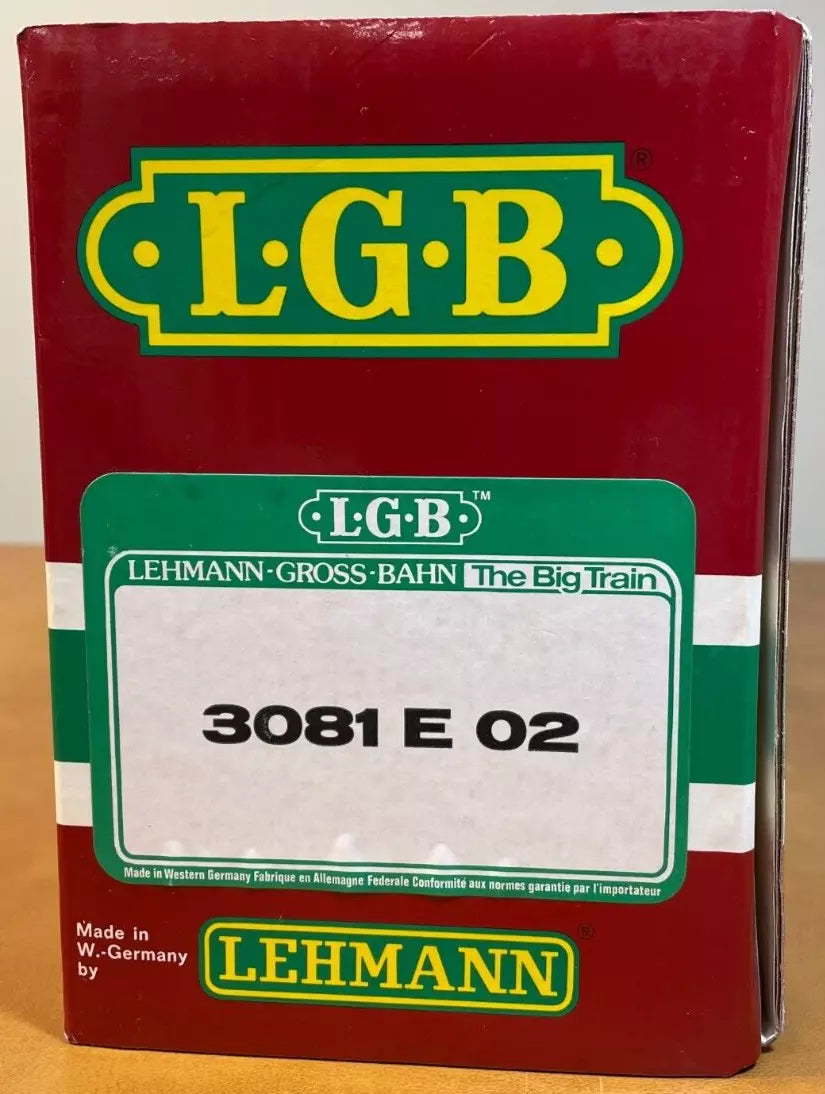 L·G·B ®
·L·G·B· ™
LEHMANN-GROSS-BAHN The Big Train
3081 E 02
Made in Western Germany Fabrique en Allemagne Federale Conformité aux normes garantie par l'importateur
Made in
W.-Germany
by
LEHMANN ®